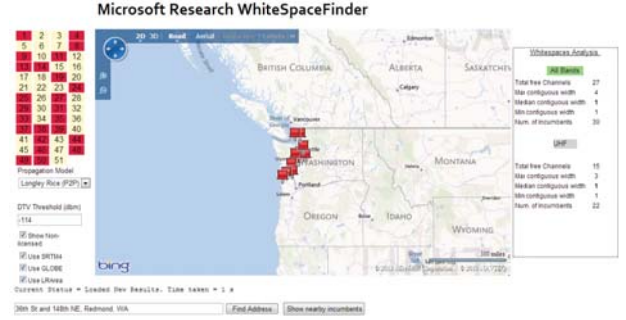 Microsoft Research WhiteSpaceFinder
1 2 3 4
5 6 7 8
9 10 11 12
13 14 15 16
17 18 19 20
21 22 23 24
25 26 27 28
29 30 31 32
33 34 35 36
37 38 39 40
41 42 43 44
45 46 47 48
49 50 51
Propagation Model
Longley Rice (P2P)
DTV Threshold (dbm)
-114
Show Non-
licensed
Use SRTM4
Use GLOBE
Use LRArea
2D 3D Road Aerial
Edmonton
BRITISH COLUMBIA
ALBERTA
SASKATCHEW
Calgary
Vancouver
WASHINGTON
MONTANA
Portland
Salem
OREGON
Boise
IDAHO
WYOMING
bing
100 miles
Whitespaces Analysis
All Bands
Total free Channels 27
Max contiguous width 4
Median contiguous width 1
Min contiguous width 1
Num. of Incumbents 30
UHF
Total free Channels 15
Max contiguous width 3
Median contiguous width 1
Min contiguous width 1
Num. of Incumbents 22
Current Status = Loaded New Results. Time taken = 1 s
36th St and 148th NE, Redmond, WA
Find Address
Show nearby incumbents